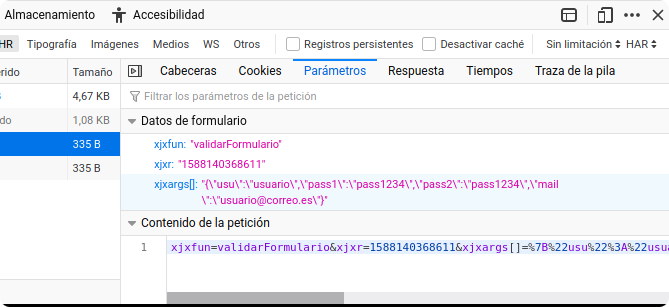 Almacenamiento Accesibilidad
HR Tipografía Imágenes Medios WS Otros Registros persistentes Desactivar caché Sin limitación HAR
erido Tamaño Cabeceras Cookies Parámetros Respuesta Tiempos Traza de la pila
4,67 KB Filtrar los parámetros de la petición
do 1,08 KB Datos de formulario
335 B xjxfun: "validarFormulario"
335 B xjxr: "1588140368611"
xjxargs[]: "{\"usu\":\"usuario\",\"pass1\":\"pass1234\",\"pass2\":\"pass1234\",\"mail
\":\"usuario@correo.es\"}"
Contenido de la petición
1 xjxfun=validarFormulario&xjxr=1588140368611&xjxargs[]=%7B%22usu%22%3A%22usua